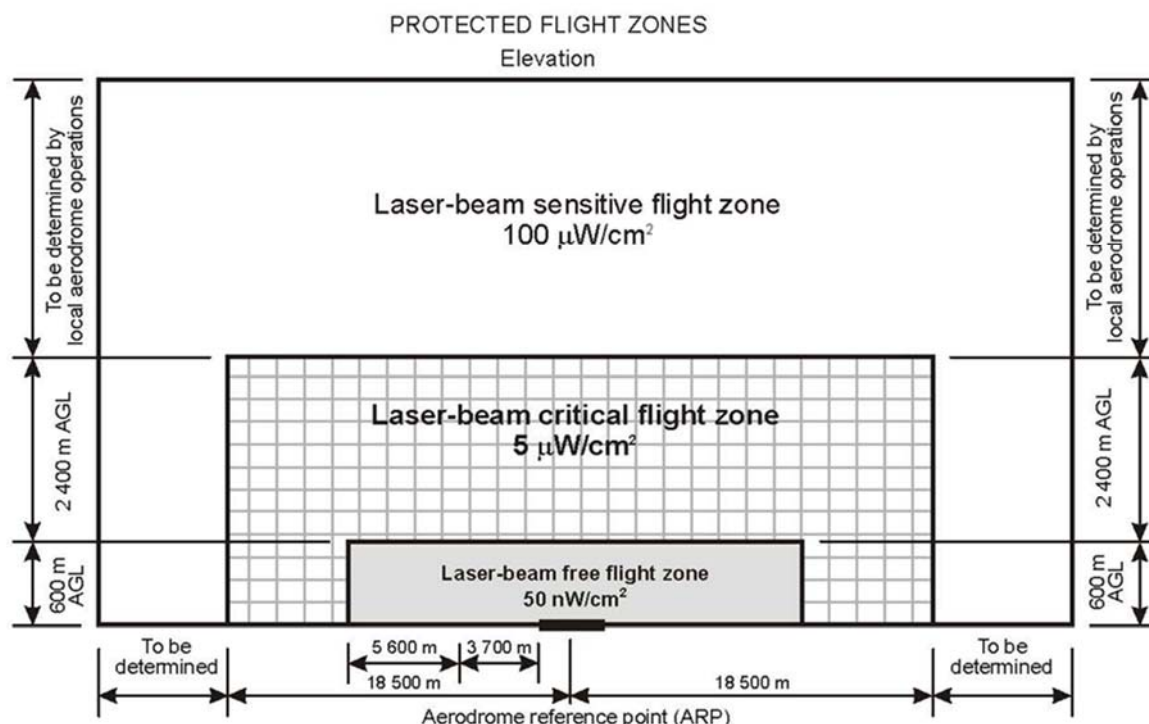 PROTECTED FLIGHT ZONES
Elevation
To be determined by
local aerodrome operations
To be determined by
local aerodrome operations
Laser-beam sensitive flight zone
100 μW/cm²
2 400 m AGL
2 400 m AGL
Laser-beam critical flight zone
5 μW/cm²
600 m
AGL
600 m
AGL
Laser-beam free flight zone
50 nW/cm²
To be
determined
5 600 m
3 700 m
To be
determined
18 500 m
18 500 m
Aerodrome reference point (ARP)